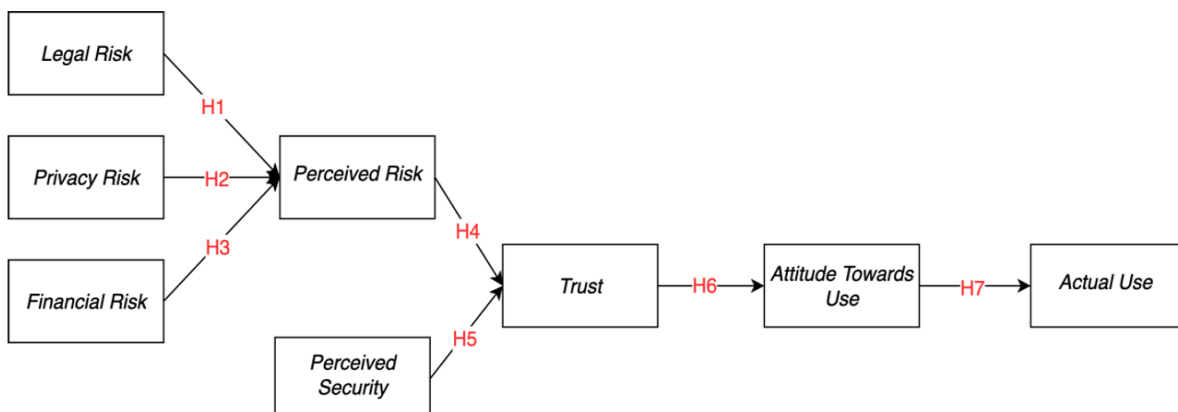 Legal Risk
H1
Privacy Risk
H2
Perceived Risk
H3
Financial Risk
H4
Trust
H5
Perceived
Security
H6
Attitude Towards
Use
H7
Actual Use